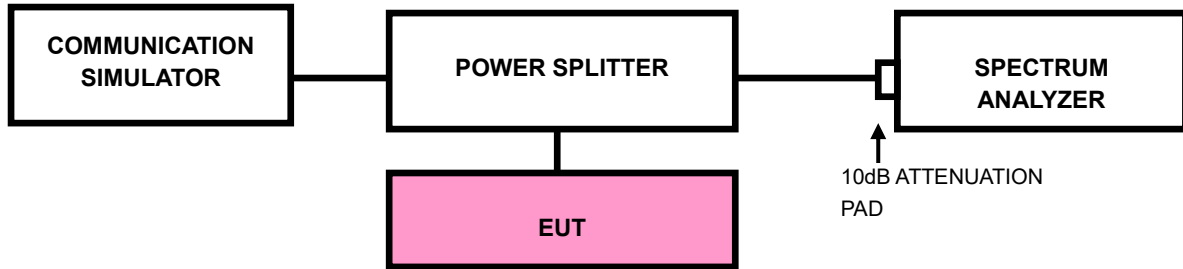 COMMUNICATION
SIMULATOR
POWER SPLITTER
SPECTRUM
ANALYZER
10dB ATTENUATION
PAD
EUT